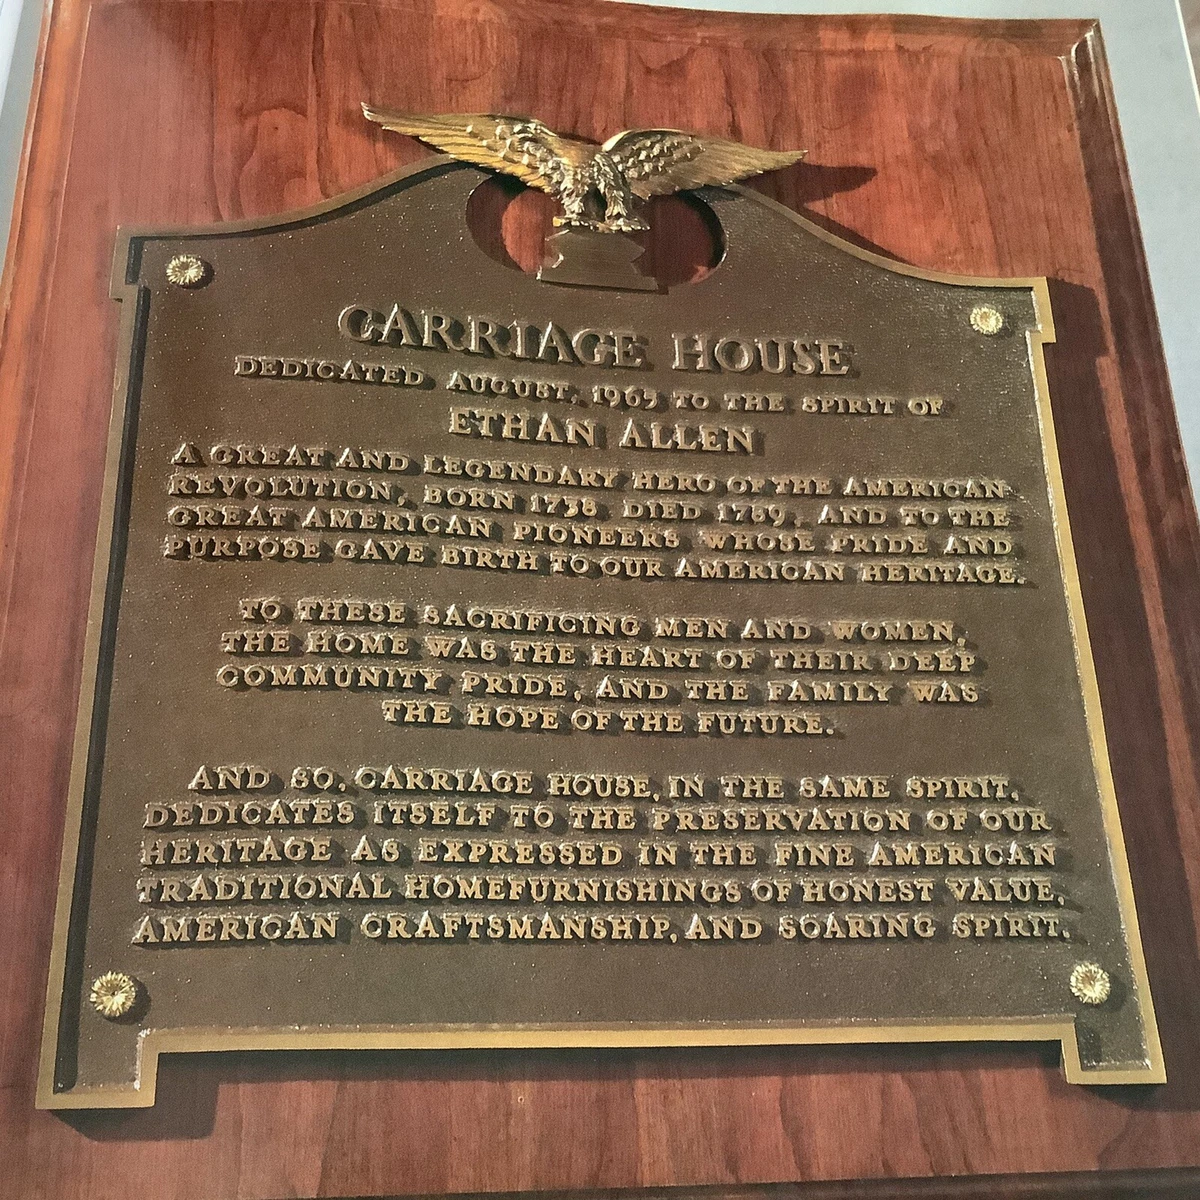 CARRIAGE HOUSE
DEDICATED AUGUST, 1965 TO THE SPIRIT OF
ETHAN ALLEN
A GREAT AND LEGENDARY HERO OF THE AMERICAN
REVOLUTION, BORN 1738 DIED 1789, AND TO THE
GREAT AMERICAN PIONEERS WHOSE PRIDE AND
PURPOSE GAVE BIRTH TO OUR AMERICAN HERITAGE.
TO THESE SACRIFICING MEN AND WOMEN,
THE HOME WAS THE HEART OF THEIR DEEP
COMMUNITY PRIDE, AND THE FAMILY WAS
THE HOPE OF THE FUTURE.
AND SO, CARRIAGE HOUSE, IN THE SAME SPIRIT,
DEDICATES ITSELF TO THE PRESERVATION OF OUR
HERITAGE AS EXPRESSED IN THE FINE AMERICAN
TRADITIONAL HOMEFURNISHINGS OF HONEST VALUE,
AMERICAN CRAFTSMANSHIP, AND SOARING SPIRIT.